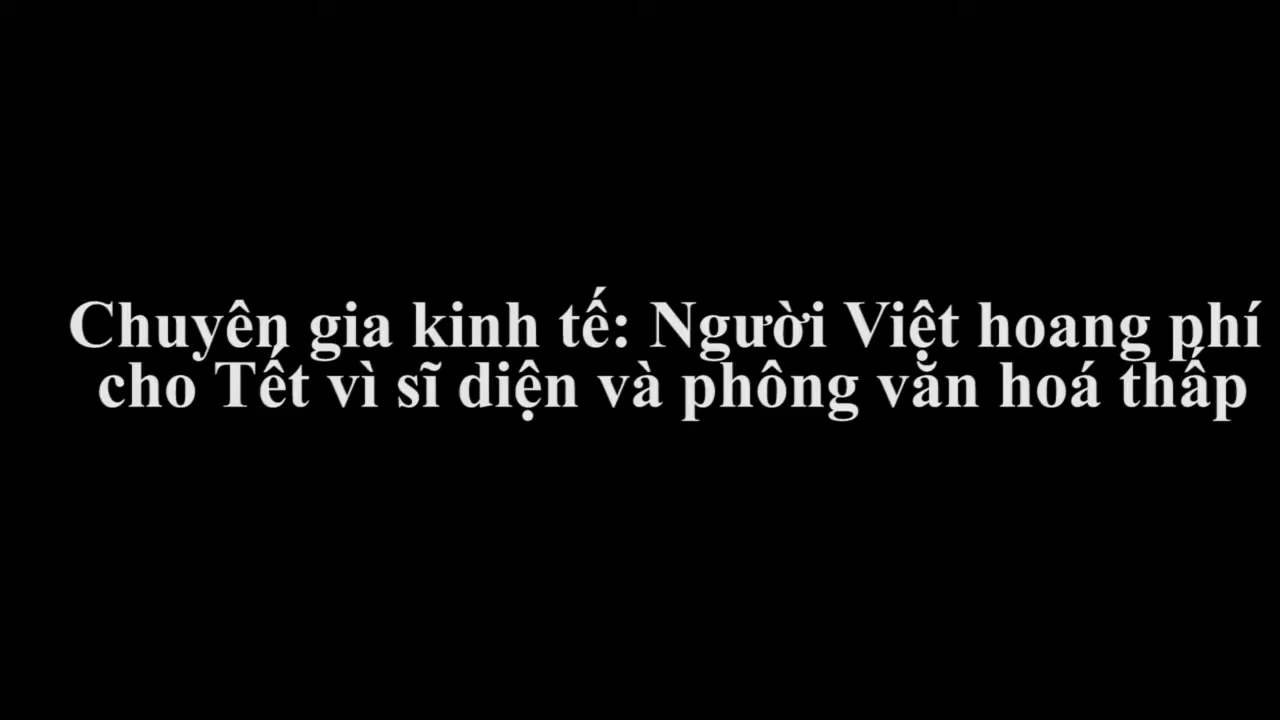 Chuyên gia kinh tế: Người Việt hoang phí
cho Tết vì sĩ diện và phông văn hoá thấp